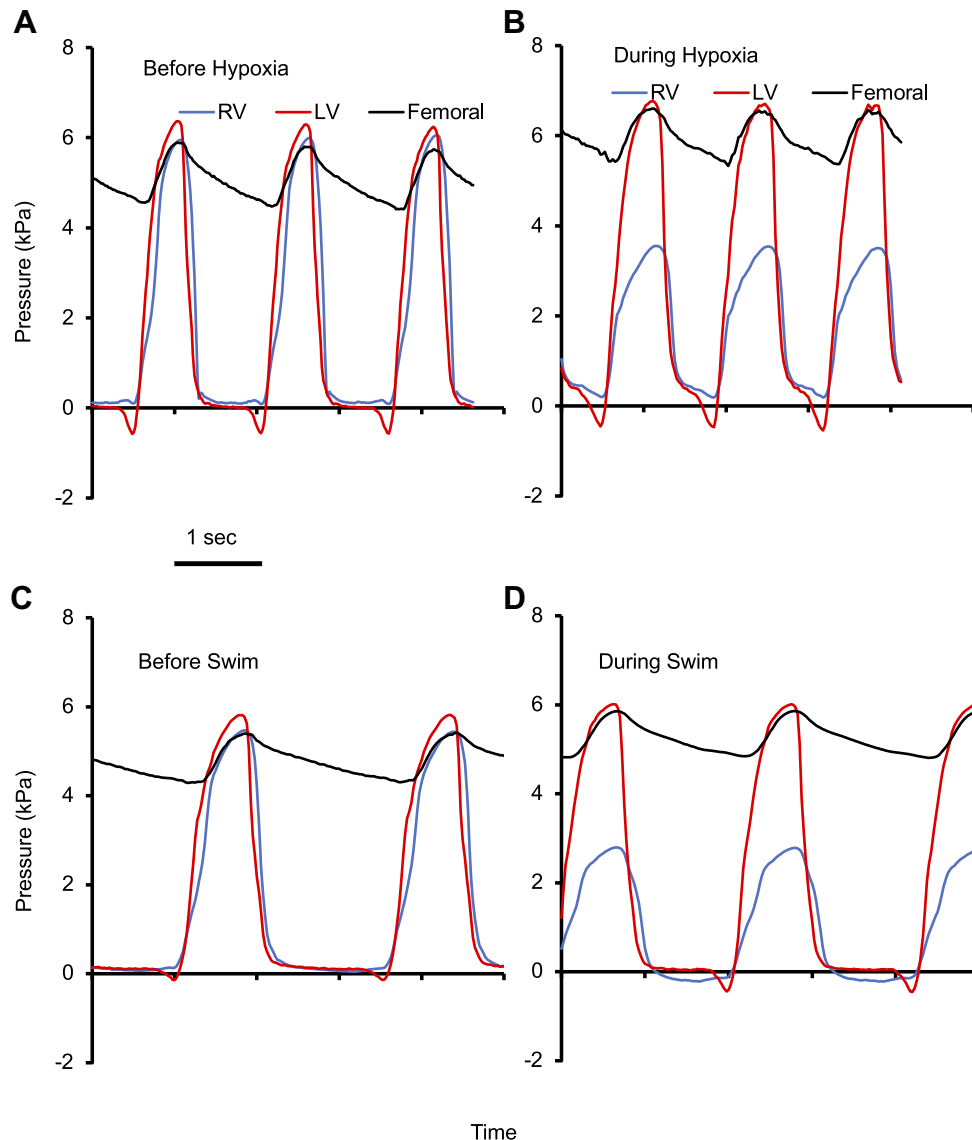 A
B
8
Before Hypoxia
RV LV Femoral
6
4
2
0
-2
Pressure (kPa)
8
During Hypoxia
RV LV Femoral
6
4
2
0
-2
1 sec
C
D
8
Before Swim
6
4
2
0
-2
Pressure (kPa)
8
During Swim
6
4
2
0
-2
Time